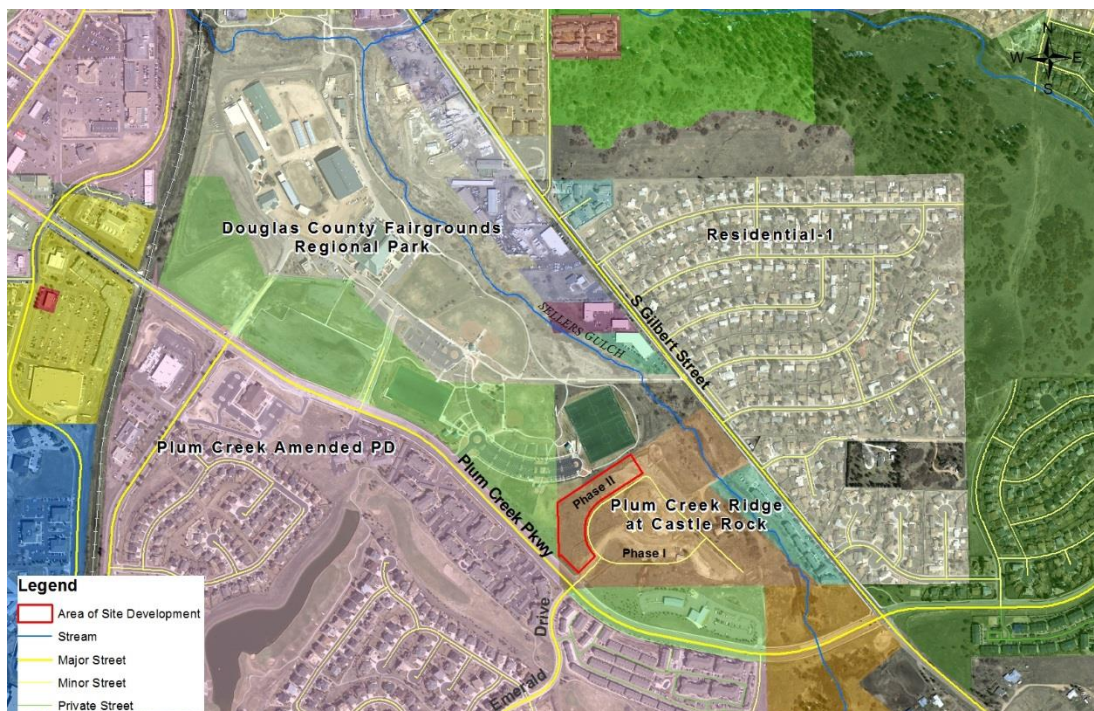 N
W E
S
Douglas County Fairgrounds
Regional Park
Residential-1
S Gilbert Street
SELLERS GULCH
Plum Creek Amended PD
Plum Creek Pkwy
Phase II
Plum Creek Ridge
at Castle Rock
Phase I
Emerald Drive
Legend
Area of Site Development
Stream
Major Street
Minor Street
Private Street